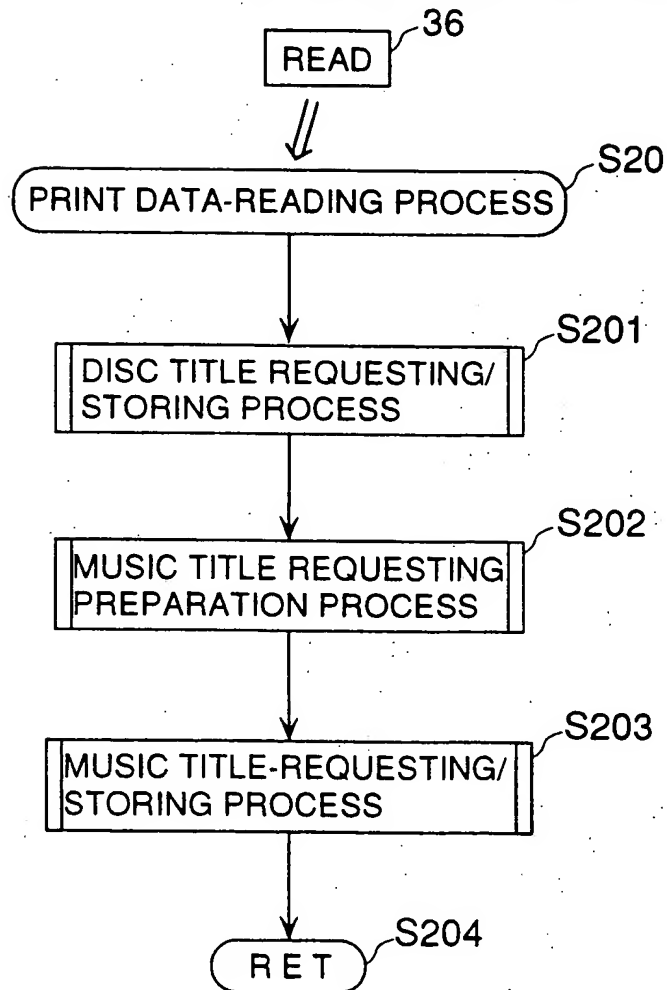 36
READ
S20
PRINT DATA-READING PROCESS
S201
DISC TITLE REQUESTING/
STORING PROCESS
S202
MUSIC TITLE REQUESTING
PREPARATION PROCESS
S203
MUSIC TITLE-REQUESTING/
STORING PROCESS
S204
RET